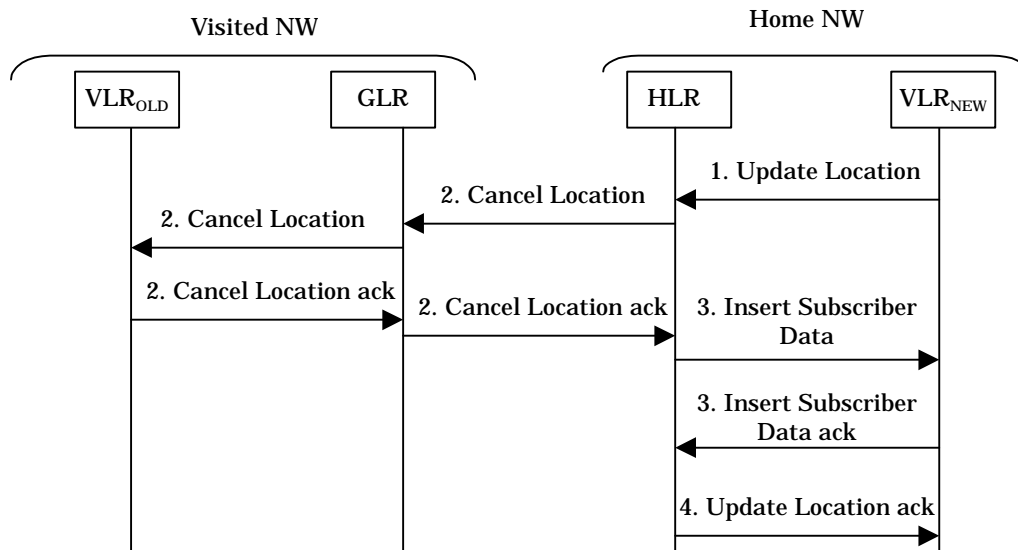 Visited NW
Home NW
VLR_OLD
GLR
HLR
VLR_NEW
1. Update Location
2. Cancel Location
2. Cancel Location
2. Cancel Location ack
2. Cancel Location ack
3. Insert Subscriber
Data
3. Insert Subscriber
Data ack
4. Update Location ack